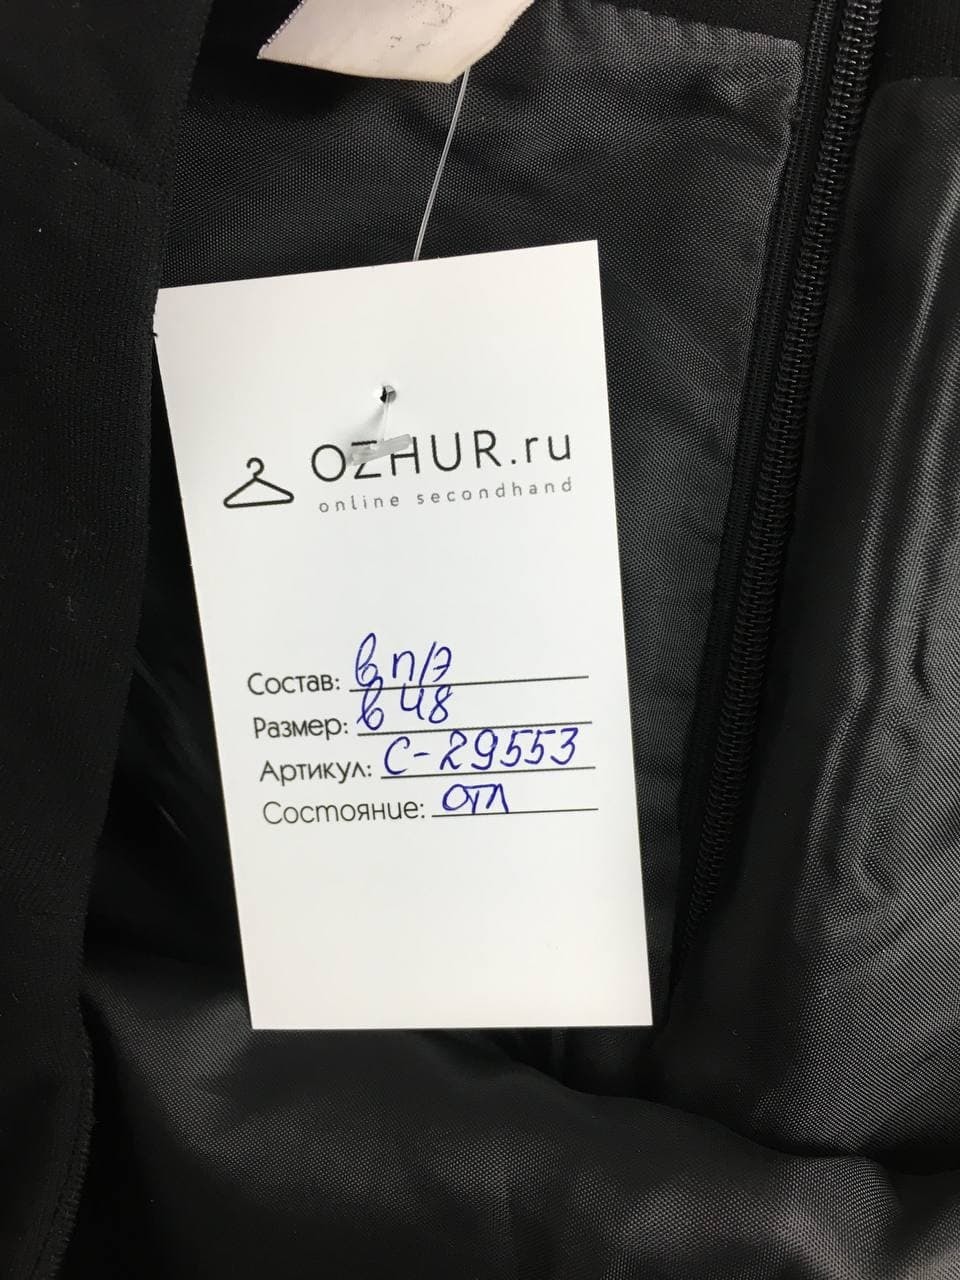 OZHUR.ru
online secondhand
Состав: в п/э
Размер: в 48
Артикул: С-29553
Состояние: отл